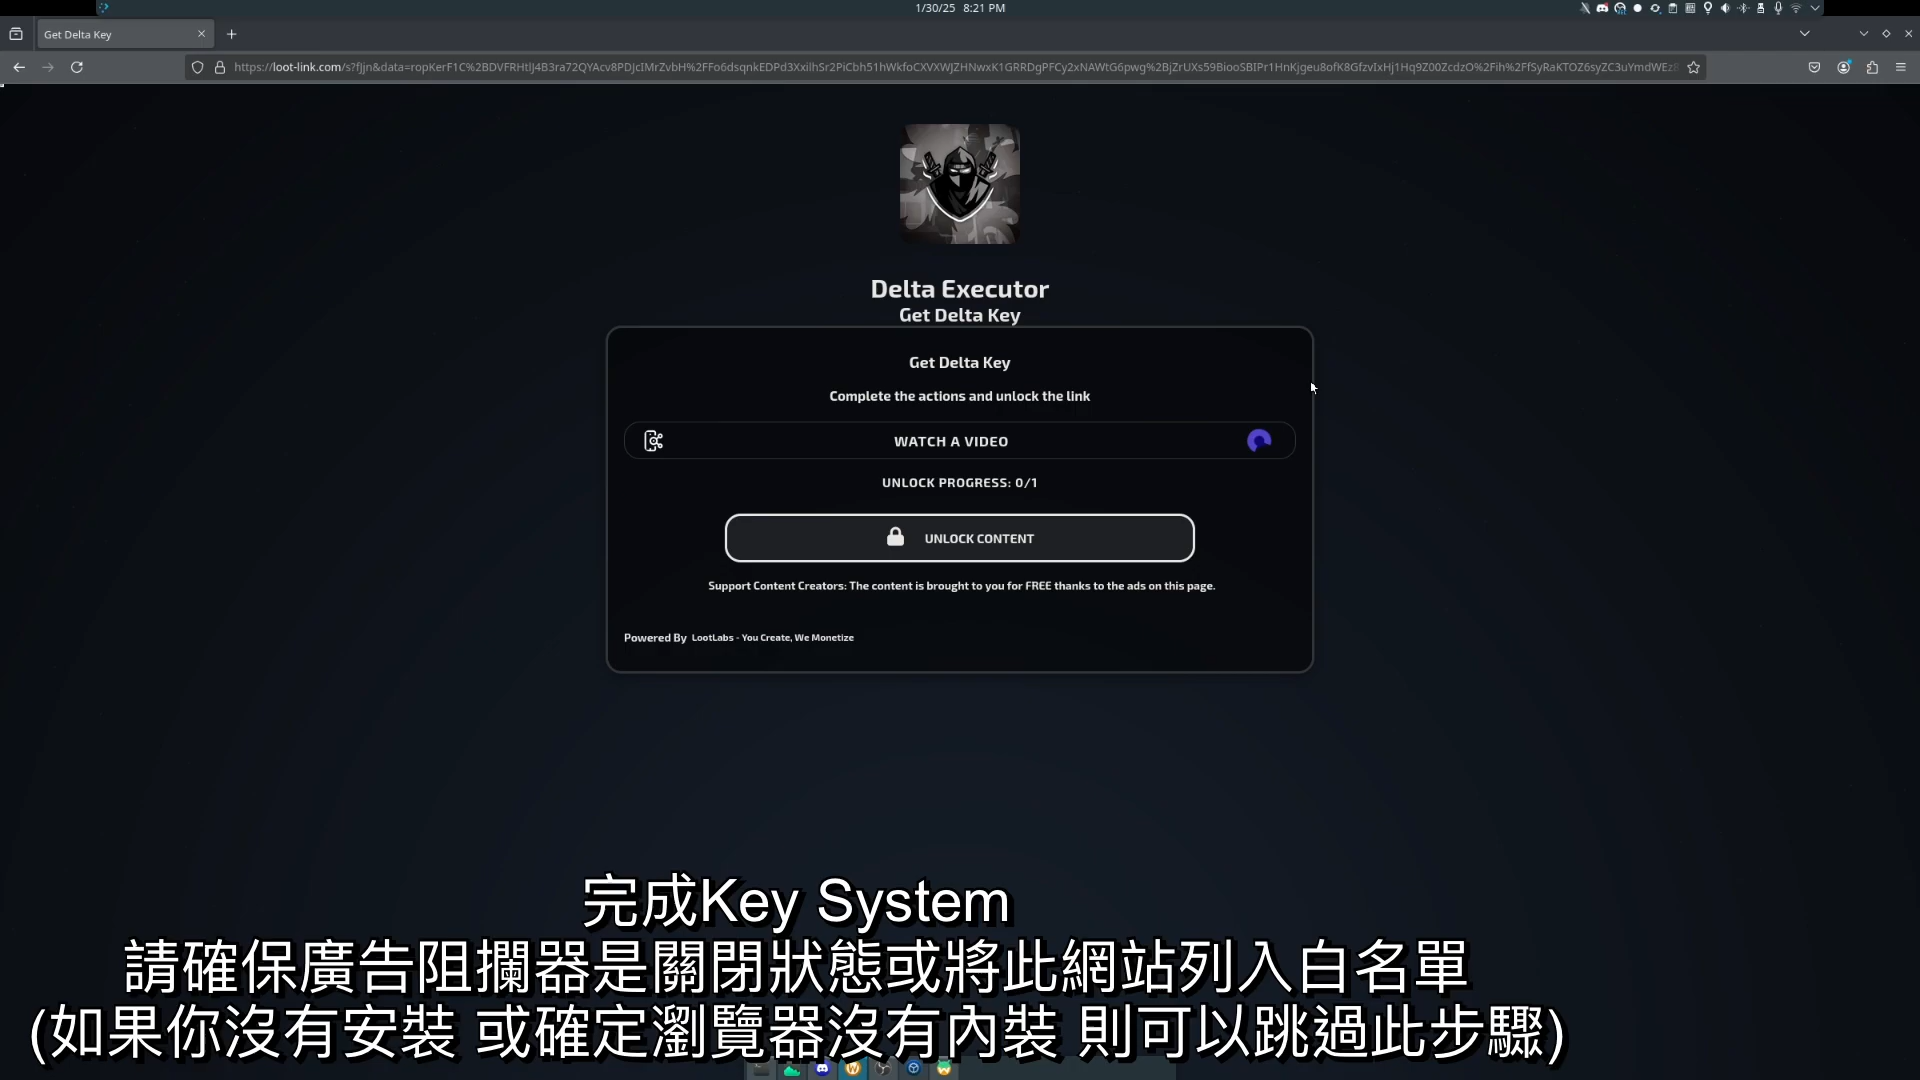 1/30/25 8:21 PM
Get Delta Key
Delta Executor
Get Delta Key
Get Delta Key
Complete the actions and unlock the link
WATCH A VIDEO
UNLOCK PROGRESS: 0/1
UNLOCK CONTENT
Support Content Creators: The content is brought to you for FREE thanks to the ads on this page.
Powered By LootLabs - You Create, We Monetize
完成Key System
請確保廣告阻攔器是關閉狀態或將此網站列入白名單
(如果你沒有安裝 或確定瀏覽器沒有內裝 則可以跳過此步驟)